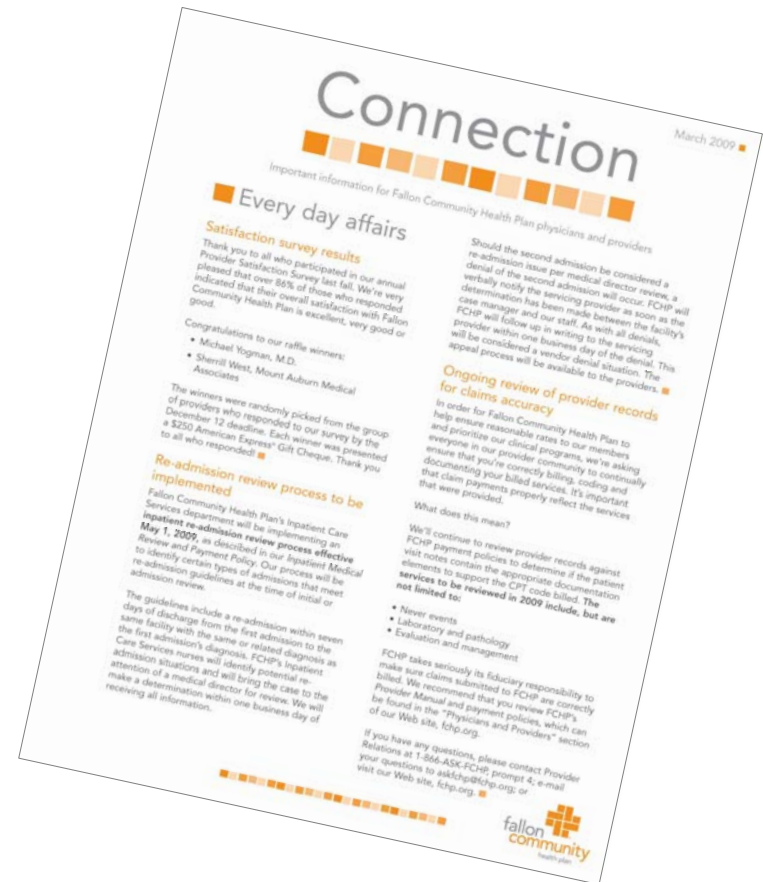 Connection
March 2009
Important information for Fallon Community Health Plan physicians and providers
Every day affairs
Satisfaction survey results
Thank you to all who participated in our annual
Provider Satisfaction Survey last fall. We're very
pleased that over 86% of those who responded
indicated that their overall satisfaction with Fallon
Community Health Plan is excellent, very good or
good.
Congratulations to our raffle winners:
• Michael Yogman, M.D.
• Sherrill West, Mount Auburn Medical
Associates
The winners were randomly picked from the group
of providers who responded to our survey by the
December 12 deadline. Each winner was presented
a $250 American Express® Gift Cheque. Thank you
to all who responded!
Re-admission review process to be
implemented
Fallon Community Health Plan's Inpatient Care
Services department will be implementing an
inpatient re-admission review process effective
May 1, 2009, as described in our Inpatient Medical
Review and Payment Policy. Our process will be
to identify certain types of admissions that meet
re-admission guidelines at the time of initial or
admission review.
The guidelines include a re-admission within seven
days of discharge from the first admission to the
same facility with the same or related diagnosis as
the first admission's diagnosis. FCHP's Inpatient
Care Services nurses will identify potential re-
admission situations and will bring the case to the
attention of a medical director for review. We will
make a determination within one business day of
receiving all information.
Should the second admission be considered a
re-admission issue per medical director review, a
denial of the second admission will occur. FCHP will
verbally notify the servicing provider as soon as the
determination has been made between the facility's
case manager and our staff. As with all denials,
FCHP will follow up in writing to the servicing
provider within one business day of the denial. This
will be considered a vendor denial situation. The
appeal process will be available to the providers.
Ongoing review of provider records
for claims accuracy
In order for Fallon Community Health Plan to
help ensure reasonable rates to our members
and prioritize our clinical programs, we're asking
everyone in our provider community to continually
ensure that you're correctly billing, coding and
documenting your billed services. It's important
that claim payments properly reflect the services
that were provided.
What does this mean?
We'll continue to review provider records against
FCHP payment policies to determine if the patient
visit notes contain the appropriate documentation
elements to support the CPT code billed. The
services to be reviewed in 2009 include, but are
not limited to:
• Never events
• Laboratory and pathology
• Evaluation and management
FCHP takes seriously its fiduciary responsibility to
make sure claims submitted to FCHP are correctly
billed. We recommend that you review FCHP's
Provider Manual and payment policies, which can
be found in the "Physicians and Providers" section
of our Web site, fchp.org.
If you have any questions, please contact Provider
Relations at 1-866-ASK-FCHP, prompt 4; e-mail
your questions to askfchp@fchp.org; or
visit our Web site, fchp.org.
fallon
community
health plan